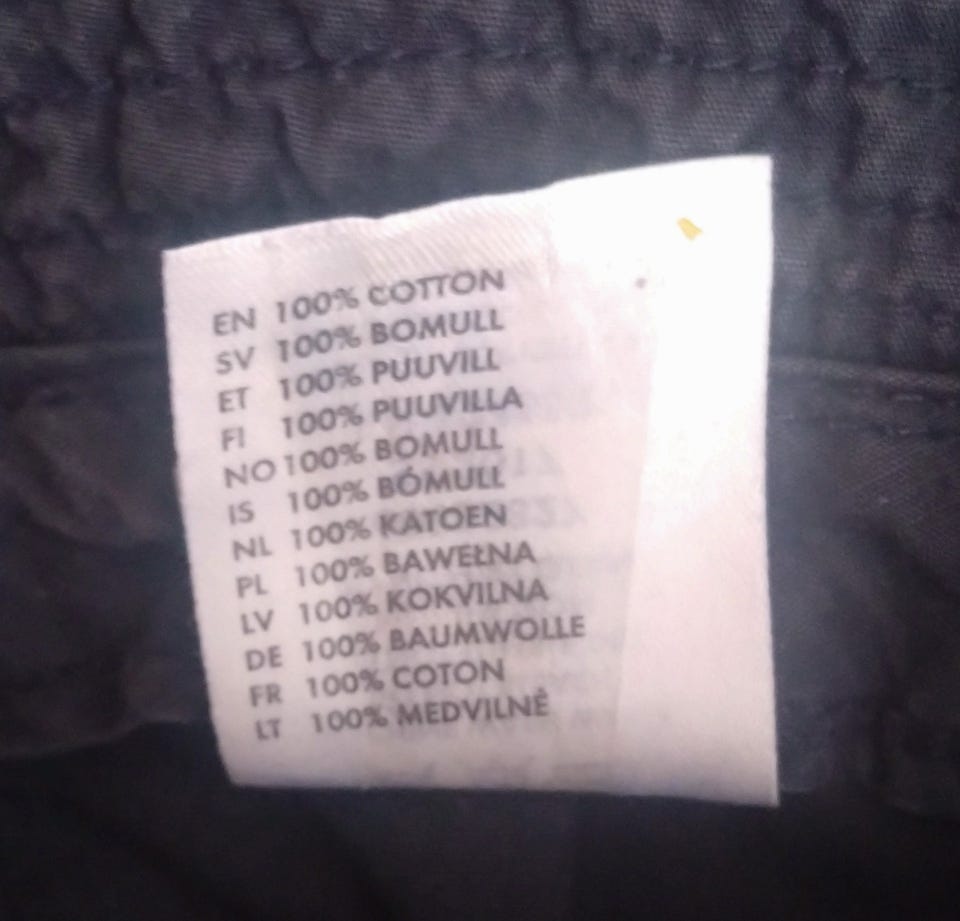 EN 100% COTTON
SV 100% BOMULL
ET 100% PUUVILL
FI 100% PUUVILLA
NO 100% BOMULL
IS 100% BÓMULL
NL 100% KATOEN
PL 100% BAWEŁNA
LV 100% KOKVILNA
DE 100% BAUMWOLLE
FR 100% COTON
LT 100% MEDVILNĖ